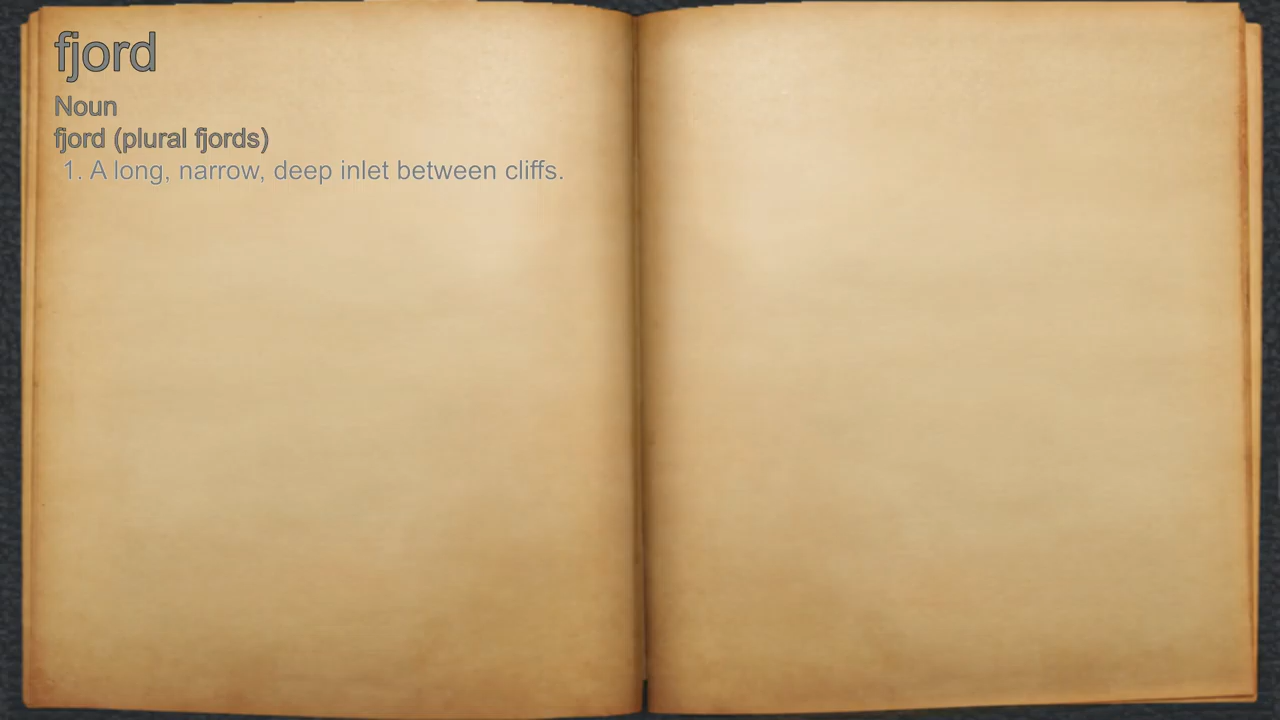 fjord
Noun
fjord (plural fjords)
1. A long, narrow, deep inlet between cliffs.